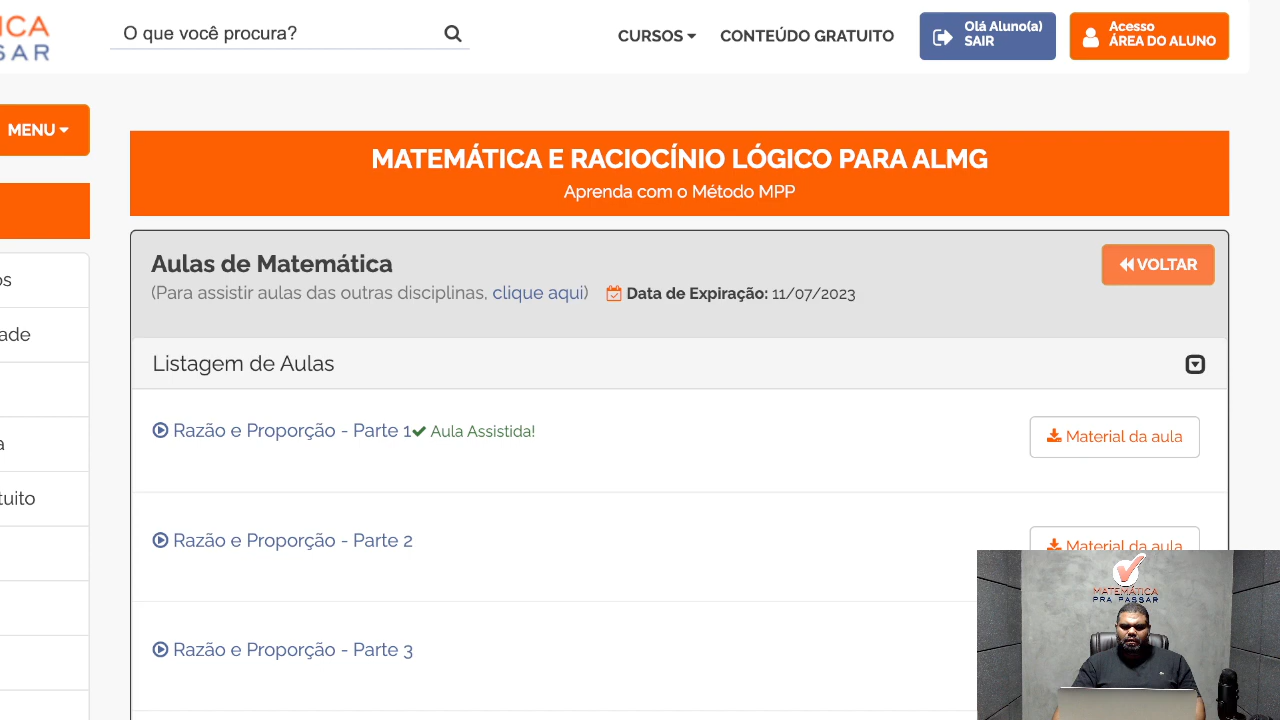 ICA
SSAR
O que você procura?
CURSOS
CONTEÚDO GRATUITO
Olá Aluno(a)
SAIR
Acesso
ÁREA DO ALUNO
MENU
os
ade
a
tuito
MATEMÁTICA E RACIOCÍNIO LÓGICO PARA ALMG
Aprenda com o Método MPP
Aulas de Matemática
VOLTAR
(Para assistir aulas das outras disciplinas, clique aqui) Data de Expiração: 11/07/2023
Listagem de Aulas
Razão e Proporção - Parte 1 Aula Assistida!
Material da aula
Razão e Proporção - Parte 2
Material da aula
Razão e Proporção - Parte 3
MATEMÁTICA
PRA PASSAR